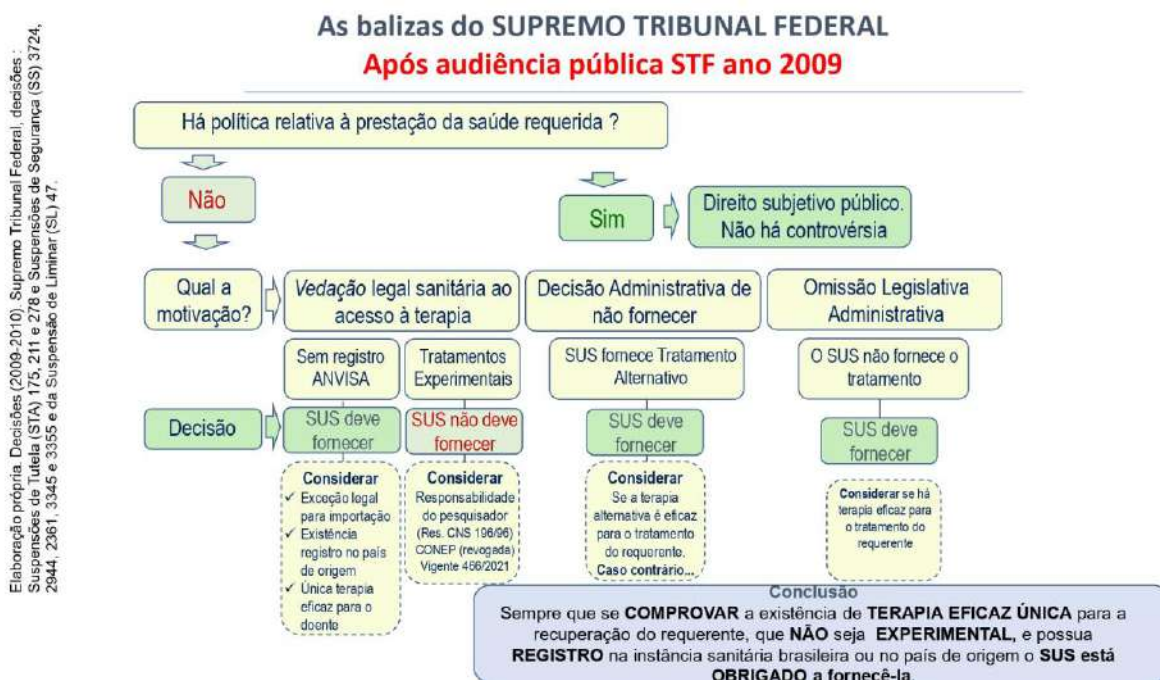 As balizas do SUPREMO TRIBUNAL FEDERAL
Após audiência pública STF ano 2009
Elaboração própria. Decisões (2009-2010). Supremo Tribunal Federal, decisões :
Suspensões de Tutela (STA) 175, 211 e 278 e Suspensões de Segurança (SS) 3724,
2944, 2361, 3345 e 3355 e da Suspensão de Liminar (SL) 47.
Há política relativa à prestação da saúde requerida ?
Não
Sim
Direito subjetivo público.
Não há controvérsia
Qual a
motivação?
Vedação legal sanitária ao
acesso à terapia
Decisão Administrativa de
não fornecer
Omissão Legislativa
Administrativa
Sem registro
ANVISA
Tratamentos
Experimentais
SUS fornece Tratamento
Alternativo
O SUS não fornece o
tratamento
Decisão
SUS deve
fornecer
SUS não deve
fornecer
SUS deve
fornecer
SUS deve
fornecer
Considerar
✓ Exceção legal
para importação
✓ Existência
registro no país
de origem
✓ Única terapia
eficaz para o
doente
Considerar
Responsabilidade
do pesquisador
(Res. CNS 196/96)
CONEP (revogada)
Vigente 466/2021
Considerar
Se a terapia
alternativa é eficaz
para o tratamento
do requerente.
Caso contrário...
Considerar se há
terapia eficaz para
o tratamento do
requerente
Conclusão
Sempre que se COMPROVAR a existência de TERAPIA EFICAZ ÚNICA para a
recuperação do requerente, que NÃO seja EXPERIMENTAL, e possua
REGISTRO na instância sanitária brasileira ou no país de origem o SUS está
OBRIGADO a fornecê-la.